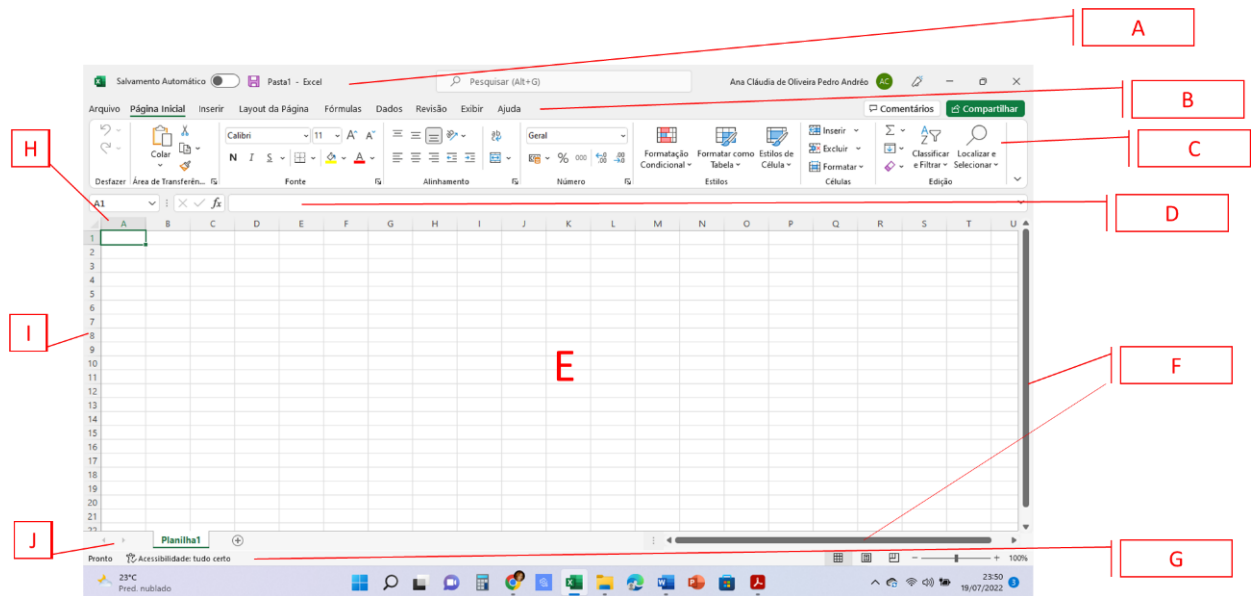 A
Salvamento Automático Pasta1 - Excel Pesquisar (Alt+G) Ana Cláudia de Oliveira Pedro Andrêo AC
Arquivo Página Inicial Inserir Layout da Página Fórmulas Dados Revisão Exibir Ajuda Comentários Compartilhar
B
H
Colar Calibri 11 A A Geral Formatação Condicional Formatar como Tabela Estilos de Célula Inserir Excluir Formatar Classificar e Filtrar Localizar e Selecionar
N I S A % 000
C
Desfazer Área de Transferên... Fonte Alinhamento Número Estilos Células Edição
A1 fx
D
A B C D E F G H I J K L M N O P Q R S T U
1
2
3
4
5
6
7
I
8
9
10
E
F
11
12
13
14
15
16
17
18
19
20
21
22
J
Planilha1
Pronto Acessibilidade: tudo certo 100%
G
23°C
Pred. nublado
23:50
19/07/2022 3